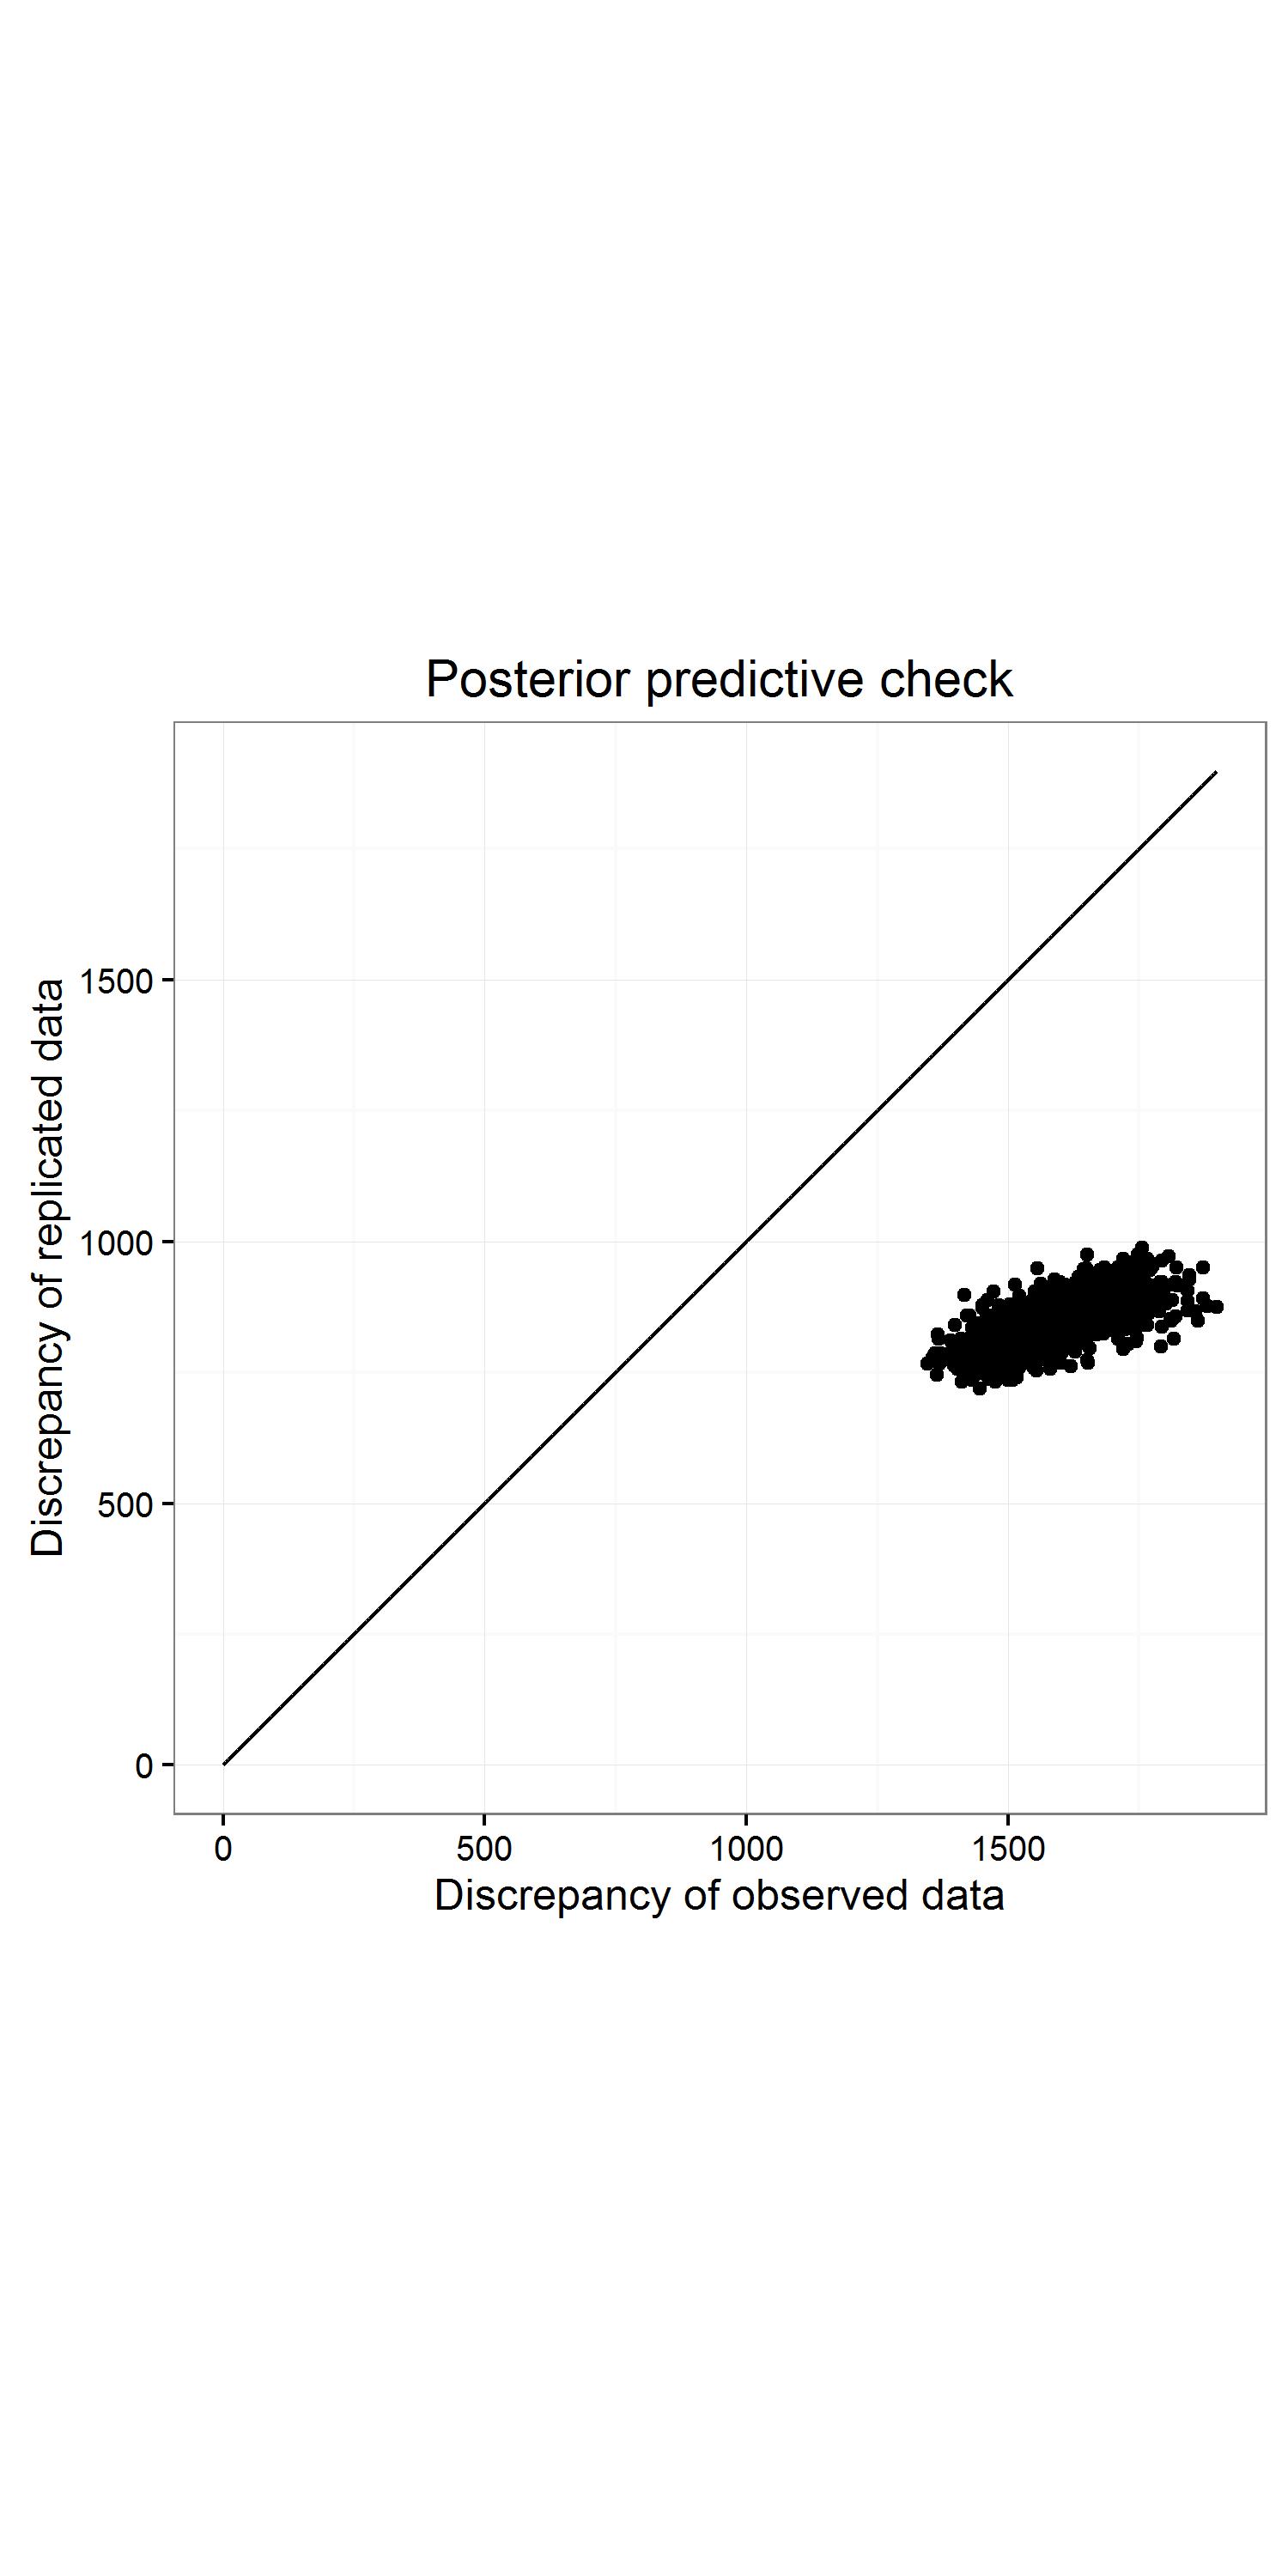 Posterior predictive check
Discrepancy of replicated data
1500
1000
500
0
0 500 1000 1500
Discrepancy of observed data